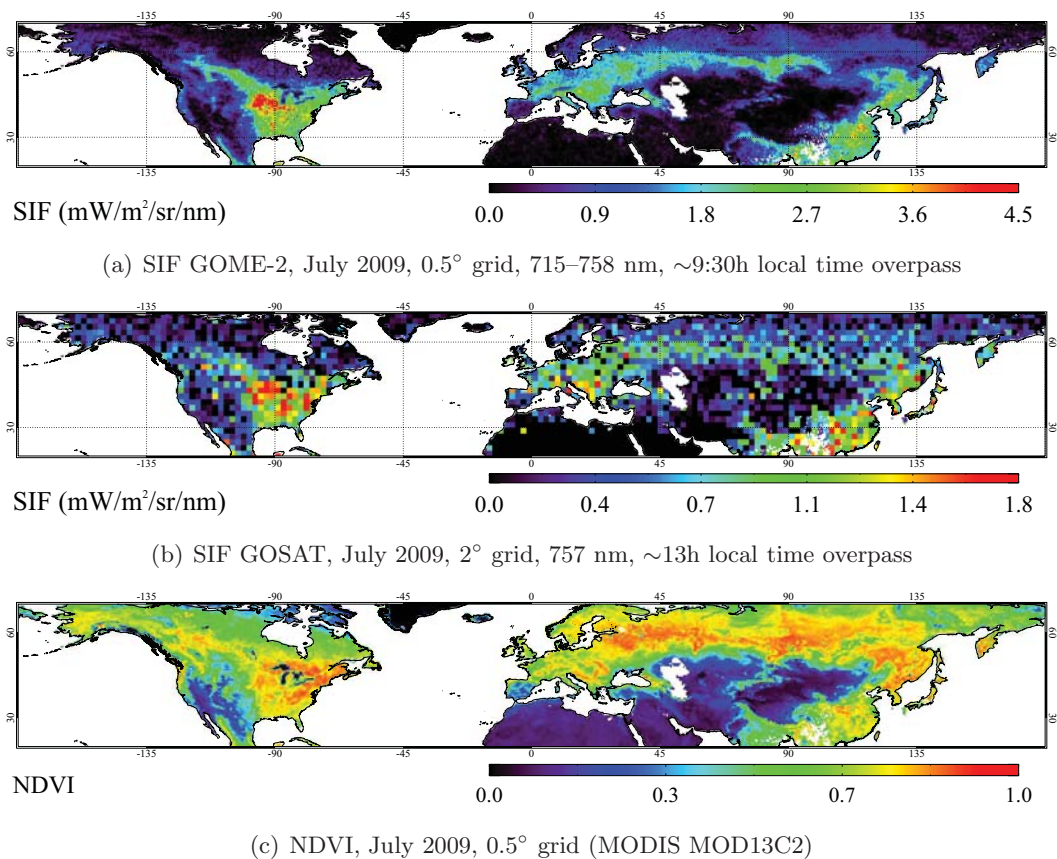 -135 -90 -45 0 45 90 135
60 60
30 30
-135 -90 -45 0 45 90 135
SIF (mW/m²/sr/nm)
0.0 0.9 1.8 2.7 3.6 4.5
(a) SIF GOME-2, July 2009, 0.5° grid, 715–758 nm, ∼9:30h local time overpass
-135 -90 -45 0 45 90 135
60 60
30 30
-135 -90 -45 0 45 90 135
SIF (mW/m²/sr/nm)
0.0 0.4 0.7 1.1 1.4 1.8
(b) SIF GOSAT, July 2009, 2° grid, 757 nm, ∼13h local time overpass
-135 -90 -45 0 45 90 135
60 60
30 30
-135 -90 -45 0 45 90 135
NDVI
0.0 0.3 0.7 1.0
(c) NDVI, July 2009, 0.5° grid (MODIS MOD13C2)